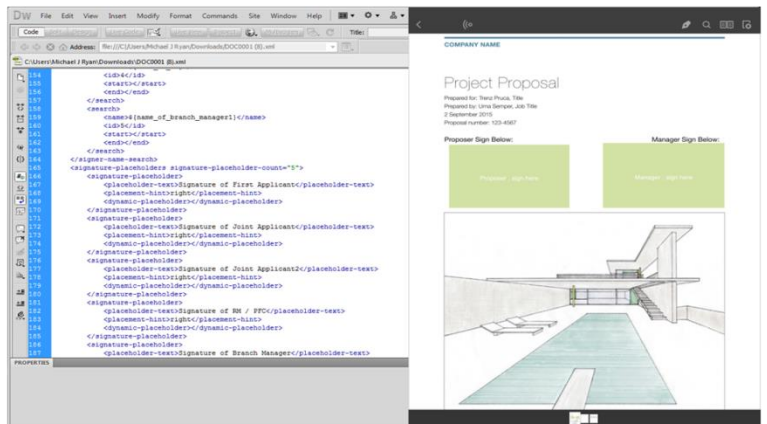 DW File Edit View Insert Modify Format Commands Site Window Help
Code Title:
Address: file:///C|/Users/Michael J Ryan/Downloads/DOC0001 (8).xml
C:\Users\Michael J Ryan\Downloads\DOC0001 (8).xml
154 <id>6</id>
155 <start></start>
156 <end></end>
157 </search>
158 <search>
159 <name>${name_of_branch_manager1}</name>
160 <id>5</id>
161 <start></start>
162 <end></end>
163 </search>
164 </signer-name-search>
165 <signature-placeholders signature-placeholder-count="5">
166 <signature-placeholder>
167 <placeholder-text>Signature of First Applicant</placeholder-text>
168 <placement-hint>right</placement-hint>
169 <dynamic-placeholder></dynamic-placeholder>
170 </signature-placeholder>
171 <signature-placeholder>
172 <placeholder-text>Signature of Joint Applicant</placeholder-text>
173 <placement-hint>right</placement-hint>
174 <dynamic-placeholder></dynamic-placeholder>
175 </signature-placeholder>
176 <signature-placeholder>
177 <placeholder-text>Signature of Joint Applicant2</placeholder-text>
178 <placement-hint>right</placement-hint>
179 <dynamic-placeholder></dynamic-placeholder>
180 </signature-placeholder>
181 <signature-placeholder>
182 <placeholder-text>Signature of RM / PFC</placeholder-text>
183 <placement-hint>right</placement-hint>
184 <dynamic-placeholder></dynamic-placeholder>
185 </signature-placeholder>
186 <signature-placeholder>
187 <placeholder-text>Signature of Branch Manager</placeholder-text>
PROPERTIES
COMPANY NAME
Project Proposal
Prepared for: Trenz Pruca, Title
Prepared by: Urna Semper, Job Title
2 September 2015
Proposal number: 123-4567
Proposer Sign Below: Manager Sign Below:
Proposer - sign here Manager - sign here